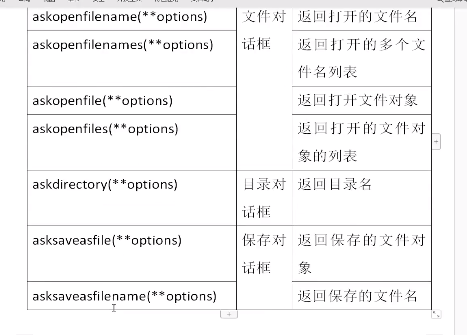 askopenfilename(**options) 文件对 返回打开的文件名
askopenfilenames(**options) 话框 返回打开的多个文
件名列表
askopenfile(**options) 返回打开文件对象
askopenfiles(**options) 返回打开的文件对
象的列表
askdirectory(**options) 目录对 返回目录名
话框
asksaveasfile(**options) 保存对 返回保存的文件对
话框 象
asksaveasfilename(**options) 返回保存的文件名